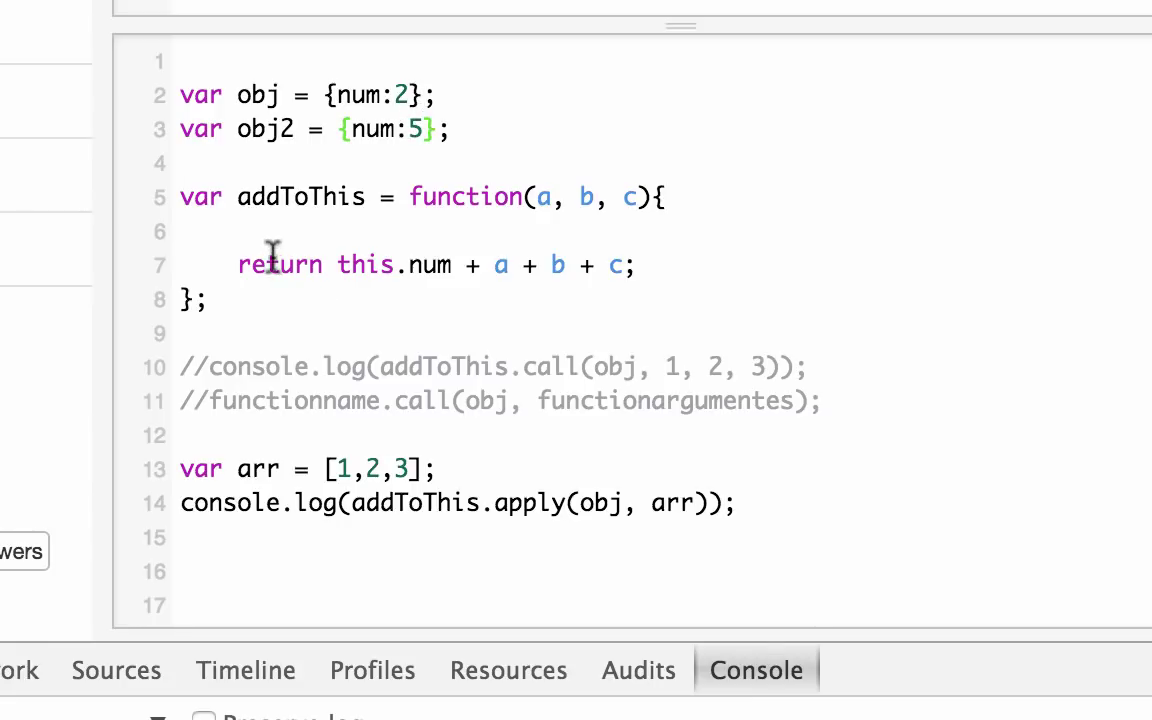 1
2 var obj = {num:2};
3 var obj2 = {num:5};
4
5 var addToThis = function(a, b, c){
6
7 return this.num + a + b + c;
8 };
9
10 //console.log(addToThis.call(obj, 1, 2, 3));
11 //functionname.call(obj, functionargumentes);
12
13 var arr = [1,2,3];
14 console.log(addToThis.apply(obj, arr));
15
wers
16
17
ork Sources Timeline Profiles Resources Audits Console
Preserve log